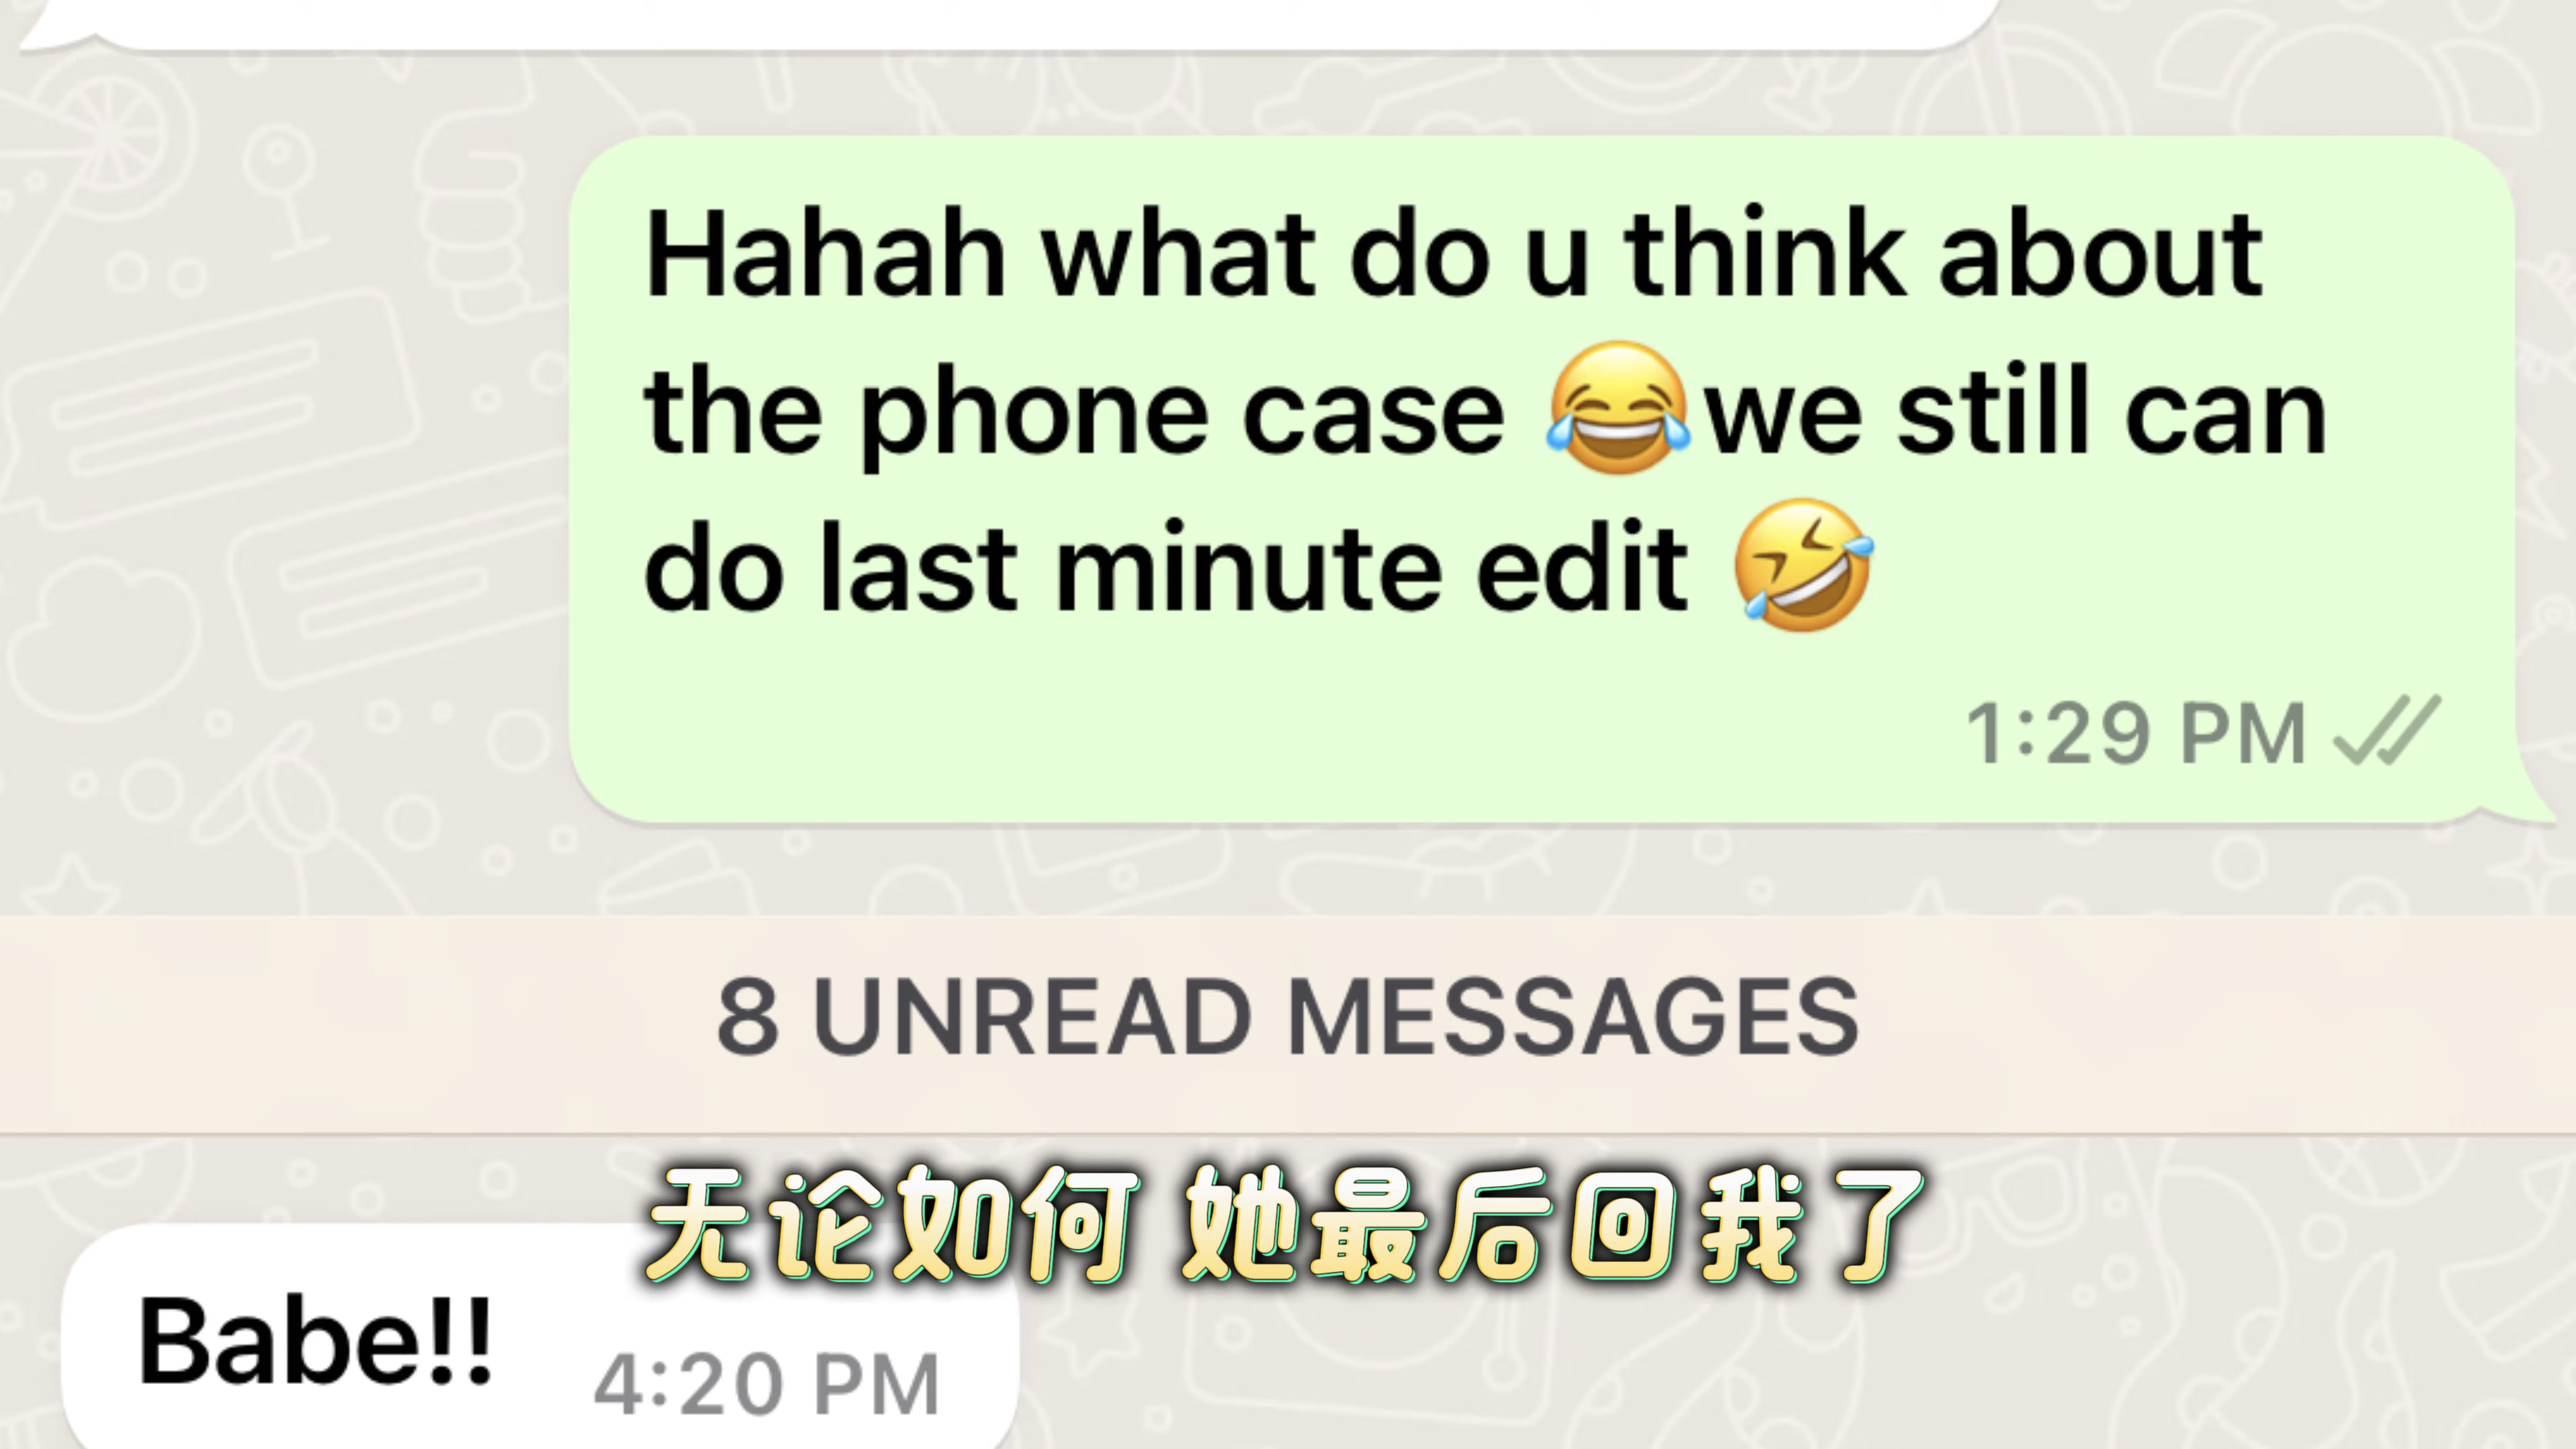 Hahah what do u think about
the phone case 😂we still can
do last minute edit 🤣
1:29 PM
8 UNREAD MESSAGES
无论如何 她最后回我了
Babe!!
4:20 PM